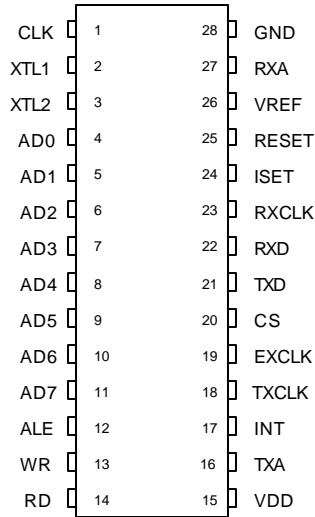 CLK 1 28 GND
XTL1 2 27 RXA
XTL2 3 26 VREF
AD0 4 25 RESET
AD1 5 24 ISET
AD2 6 23 RXCLK
AD3 7 22 RXD
AD4 8 21 TXD
AD5 9 20 CS
AD6 10 19 EXCLK
AD7 11 18 TXCLK
ALE 12 17 INT
WR 13 16 TXA
RD 14 15 VDD